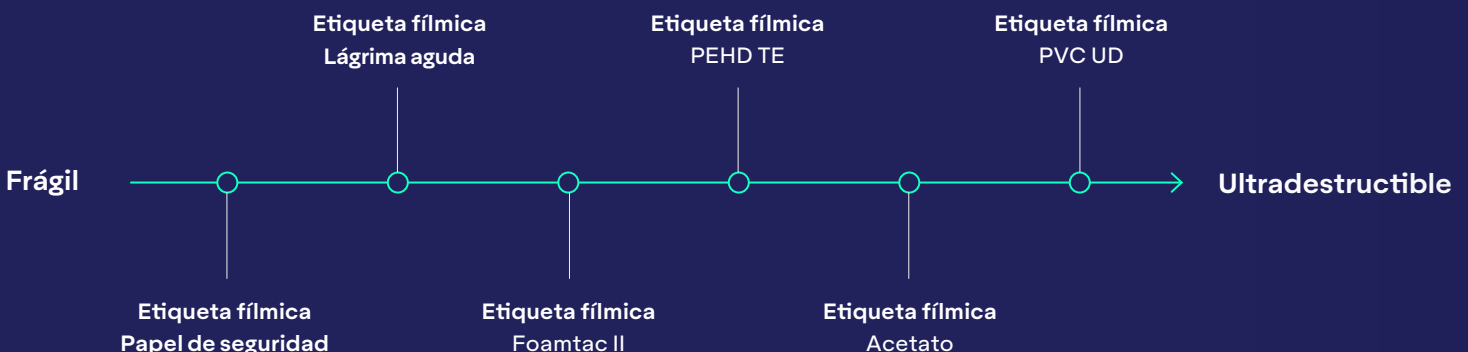 Etiqueta fílmica
Lágrima aguda
Etiqueta fílmica
PEHD TE
Etiqueta fílmica
PVC UD
Frágil
Ultradestructible
Etiqueta fílmica
Papel de seguridad
Etiqueta fílmica
Foamtac II
Etiqueta fílmica
Acetato